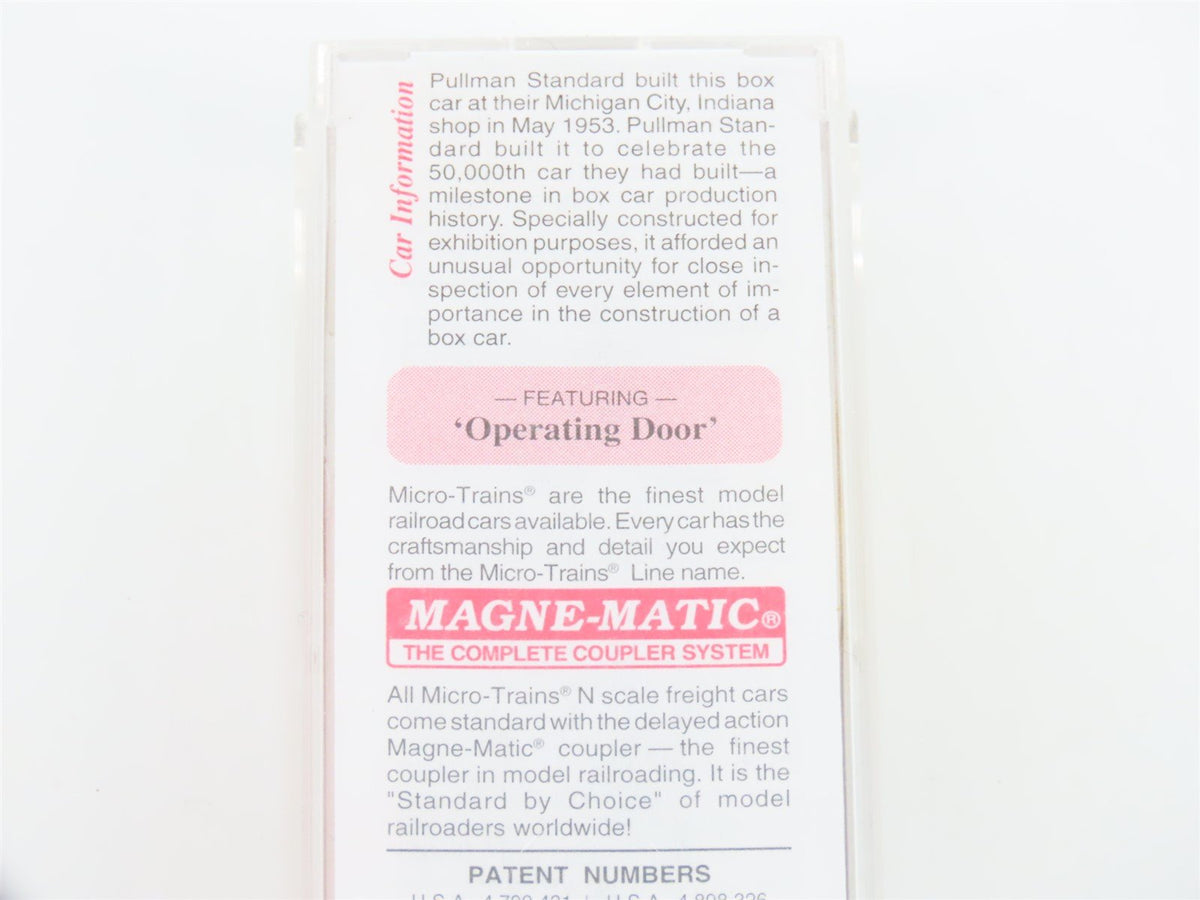 Car Information
Pullman Standard built this box
car at their Michigan City, Indiana
shop in May 1953. Pullman Stan-
dard built it to celebrate the
50,000th car they had built—a
milestone in box car production
history. Specially constructed for
exhibition purposes, it afforded an
unusual opportunity for close in-
spection of every element of im-
portance in the construction of a
box car.
— FEATURING —
‘Operating Door’
Micro-Trains® are the finest model
railroad cars available. Every car has the
craftsmanship and detail you expect
from the Micro-Trains® Line name.
MAGNE-MATIC®
THE COMPLETE COUPLER SYSTEM
All Micro-Trains® N scale freight cars
come standard with the delayed action
Magne-Matic® coupler — the finest
coupler in model railroading. It is the
"Standard by Choice" of model
railroaders worldwide!
PATENT NUMBERS